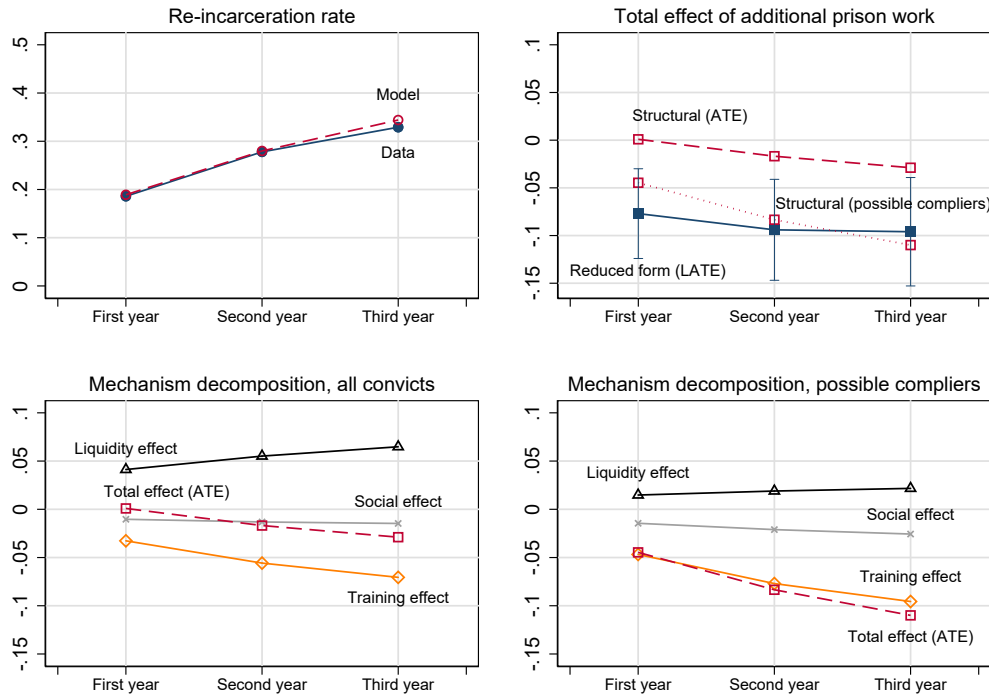 Re-incarceration rate
.5
.4
.3
.2
.1
0
Model
Data
First year
Second year
Third year
Total effect of additional prison work
.1
.05
0
-.05
-.1
-.15
Structural (ATE)
Structural (possible compliers)
Reduced form (LATE)
First year
Second year
Third year
Mechanism decomposition, all convicts
.1
.05
0
-.05
-.1
-.15
Liquidity effect
Total effect (ATE)
Social effect
Training effect
First year
Second year
Third year
Mechanism decomposition, possible compliers
.1
.05
0
-.05
-.1
-.15
Liquidity effect
Social effect
Training effect
Total effect (ATE)
First year
Second year
Third year